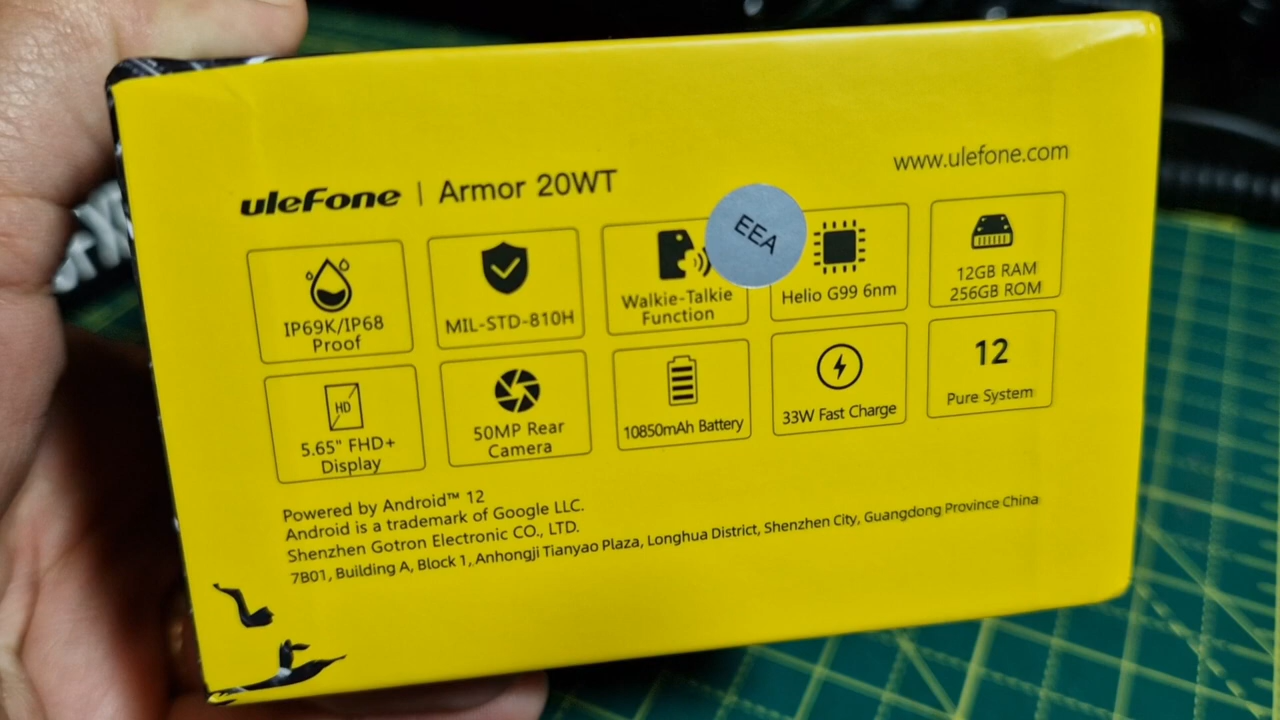 www.ulefone.com
uleFone | Armor 20WT
EEA
IP69K/IP68
Proof
MIL-STD-810H
Walkie-Talkie
Function
Helio G99 6nm
12GB RAM
256GB ROM
HD
5.65" FHD+
Display
50MP Rear
Camera
10850mAh Battery
33W Fast Charge
12
Pure System
Powered by Android™ 12
Android is a trademark of Google LLC.
Shenzhen Gotron Electronic CO., LTD.
7B01, Building A, Block 1, Anhongji Tianyao Plaza, Longhua District, Shenzhen City, Guangdong Province China